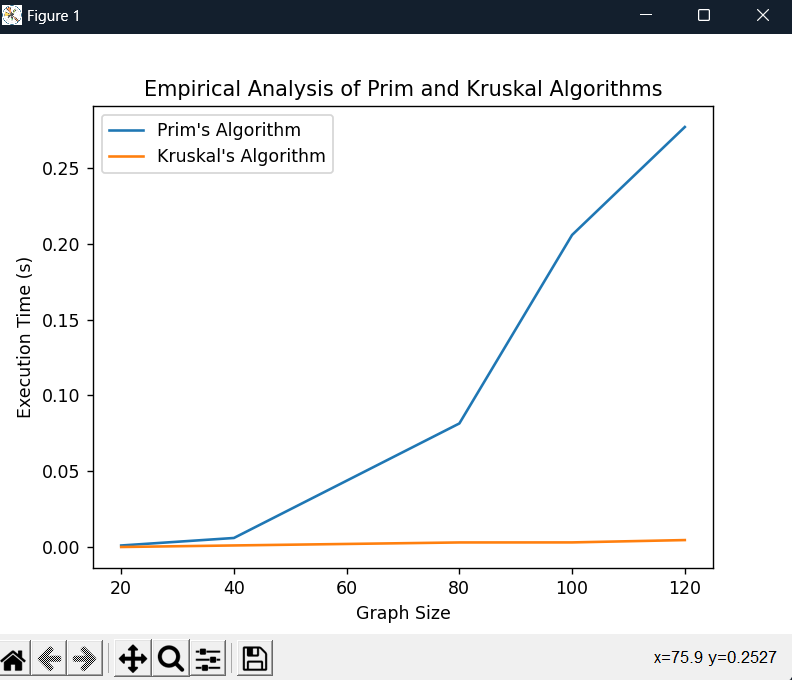 Figure 1
Empirical Analysis of Prim and Kruskal Algorithms
Prim's Algorithm
Kruskal's Algorithm
Execution Time (s)
0.25
0.20
0.15
0.10
0.05
0.00
20 40 60 80 100 120
Graph Size
x=75.9 y=0.2527